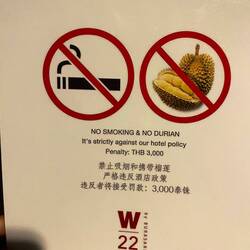 NO SMOKING & NO DURIAN
It's strictly against our hotel policy
Penalty: THB 3,000
禁止吸烟和携带榴莲
严格违反酒店政策
违反者将接受罚款：3,000泰铢
W
22
by BURASARI